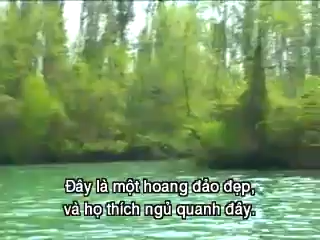 Đây là một hoang đảo đẹp,
và họ thích ngủ quanh đây.